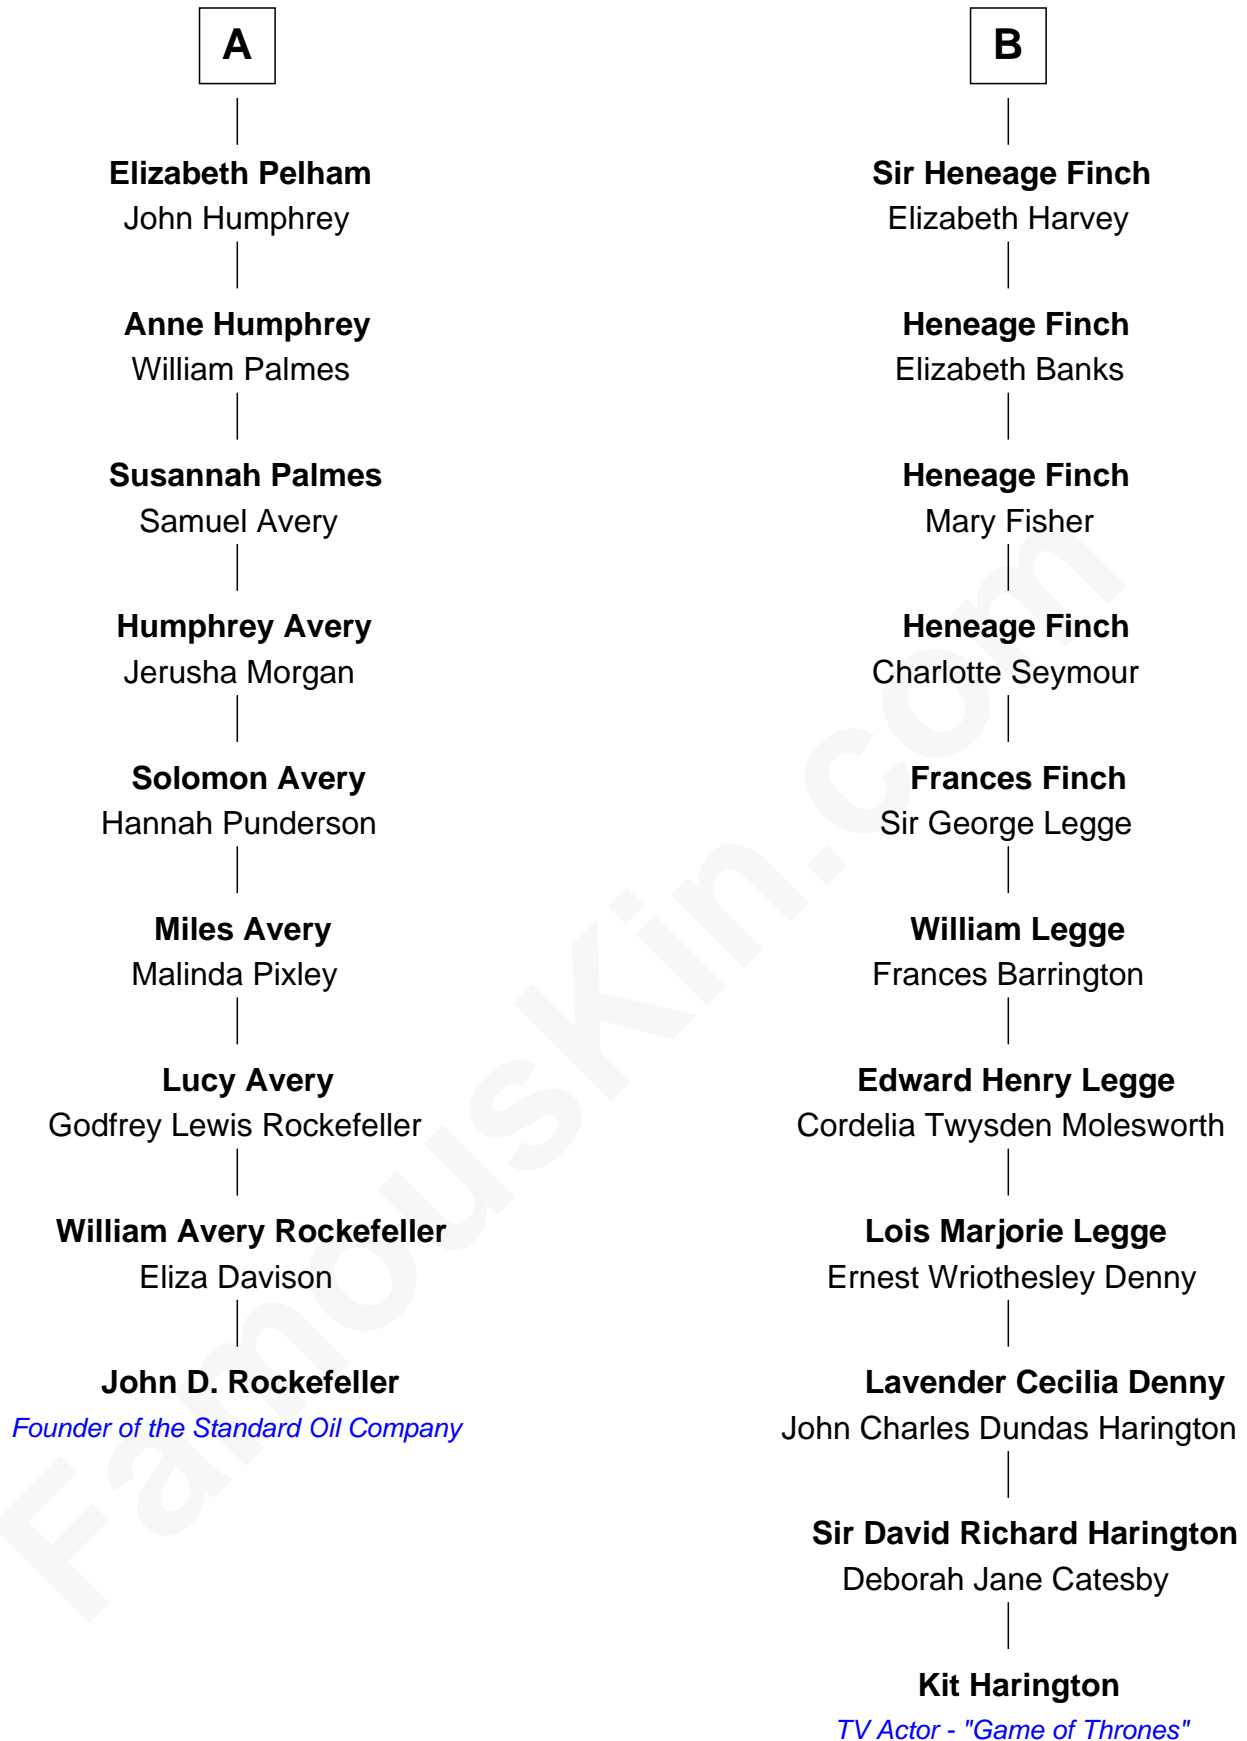 A
Elizabeth Pelham
John Humphrey
Anne Humphrey
William Palmes
Susannah Palmes
Samuel Avery
Humphrey Avery
Jerusha Morgan
Solomon Avery
Hannah Punderson
Miles Avery
Malinda Pixley
Lucy Avery
Godfrey Lewis Rockefeller
William Avery Rockefeller
Eliza Davison
John D. Rockefeller
Founder of the Standard Oil Company
B
Sir Heneage Finch
Elizabeth Harvey
Heneage Finch
Elizabeth Banks
Heneage Finch
Mary Fisher
Heneage Finch
Charlotte Seymour
Frances Finch
Sir George Legge
William Legge
Frances Barrington
Edward Henry Legge
Cordelia Twysden Molesworth
Lois Marjorie Legge
Ernest Wriothesley Denny
Lavender Cecilia Denny
John Charles Dundas Harington
Sir David Richard Harington
Deborah Jane Catesby
Kit Harington
TV Actor - "Game of Thrones"
FamousKin.com